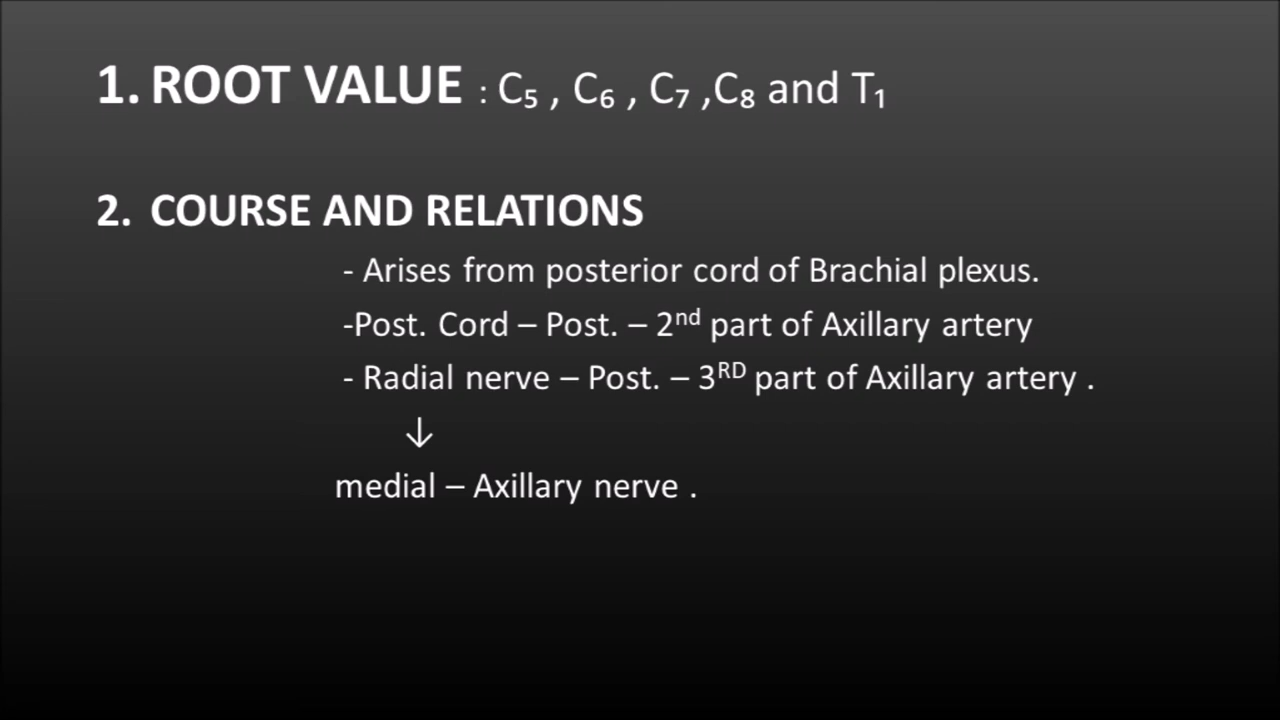 1. ROOT VALUE : C₅ , C₆ , C₇ ,C₈ and T₁
2. COURSE AND RELATIONS
- Arises from posterior cord of Brachial plexus.
-Post. Cord – Post. – 2ⁿᵈ part of Axillary artery
- Radial nerve – Post. – 3ᴿᴰ part of Axillary artery .
↓
medial – Axillary nerve .